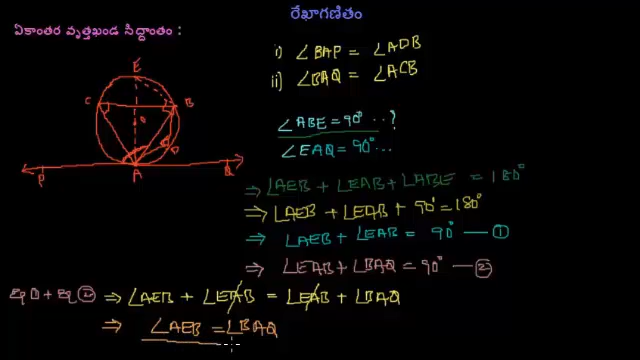 రేఖాగణితం
ఏకాంతర వృత్తఖండ సిద్ధాంతం :
i) ∠BAP = ∠ADB
ii) ∠BAQ = ∠ACB
E
C
B
O
D
P
A
Q
∠ABE = 90° ...?
∠EAQ = 90° ...
⇒ ∠AEB + ∠EAB + ∠ABE = 180°
⇒ ∠AEB + ∠EAB + 90° = 180°
⇒ ∠AEB + ∠EAB = 90° — ①
⇒ ∠EAB + ∠BAQ = 90° — ②
Eq ① + Eq ② ⇒ ∠AEB + ∠EAB = ∠EAB + ∠BAQ
⇒ ∠AEB = ∠BAQ